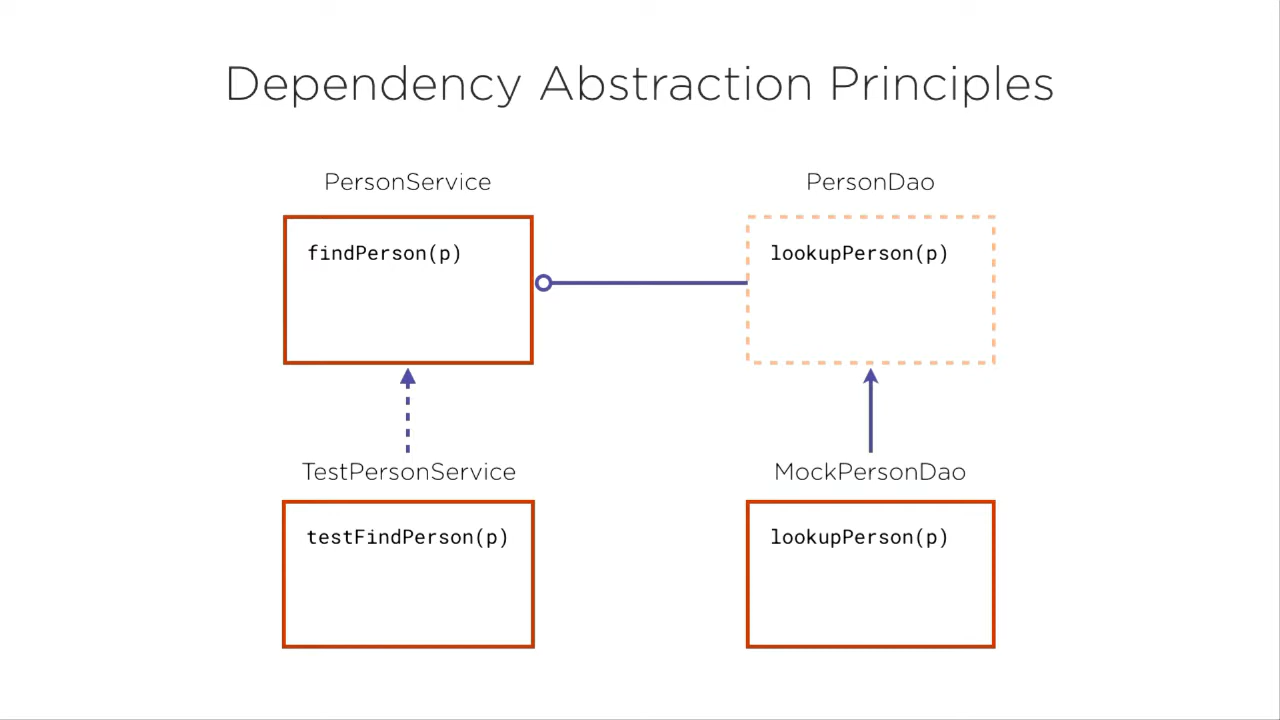 Dependency Abstraction Principles
PersonService
PersonDao
findPerson(p)
lookupPerson(p)
TestPersonService
MockPersonDao
testFindPerson(p)
lookupPerson(p)